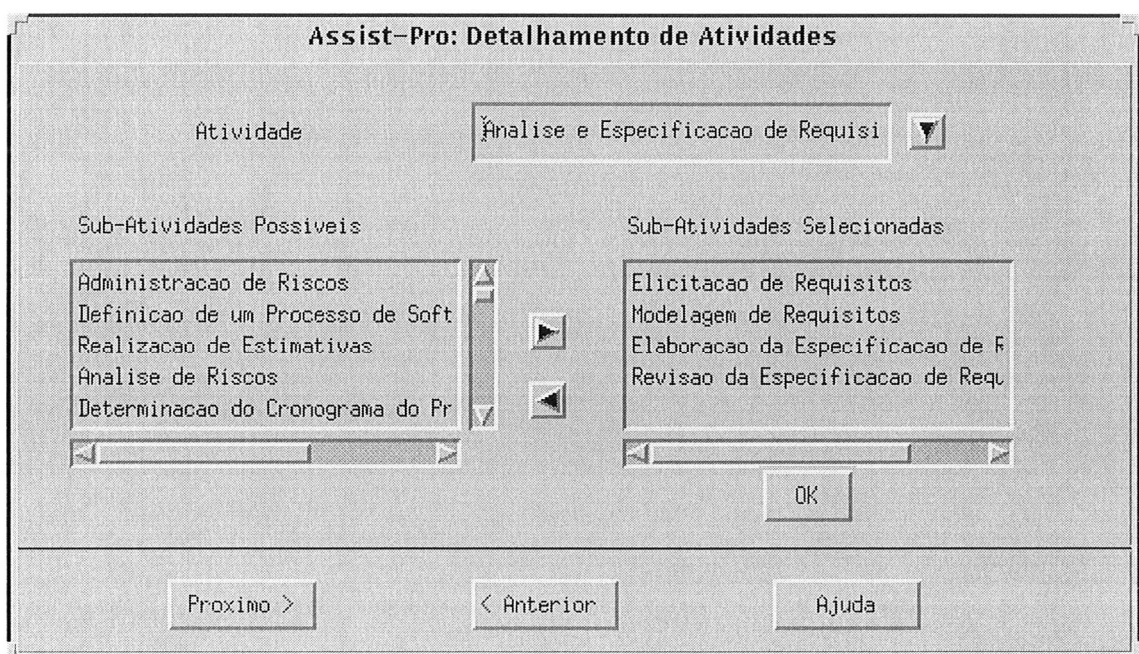 Assist-Pro: Detalhamento de Atividades
Atividade
Analise e Especificacao de Requisi
Sub-Atividades Possiveis
Administracao de Riscos
Definicao de um Processo de Soft
Realizacao de Estimativas
Analise de Riscos
Determinacao do Cronograma do Pr
Sub-Atividades Selecionadas
Elicitacao de Requisitos
Modelagem de Requisitos
Elaboracao da Especificacao de R
Revisao da Especificacao de Requ
OK
Proximo >
< Anterior
Ajuda